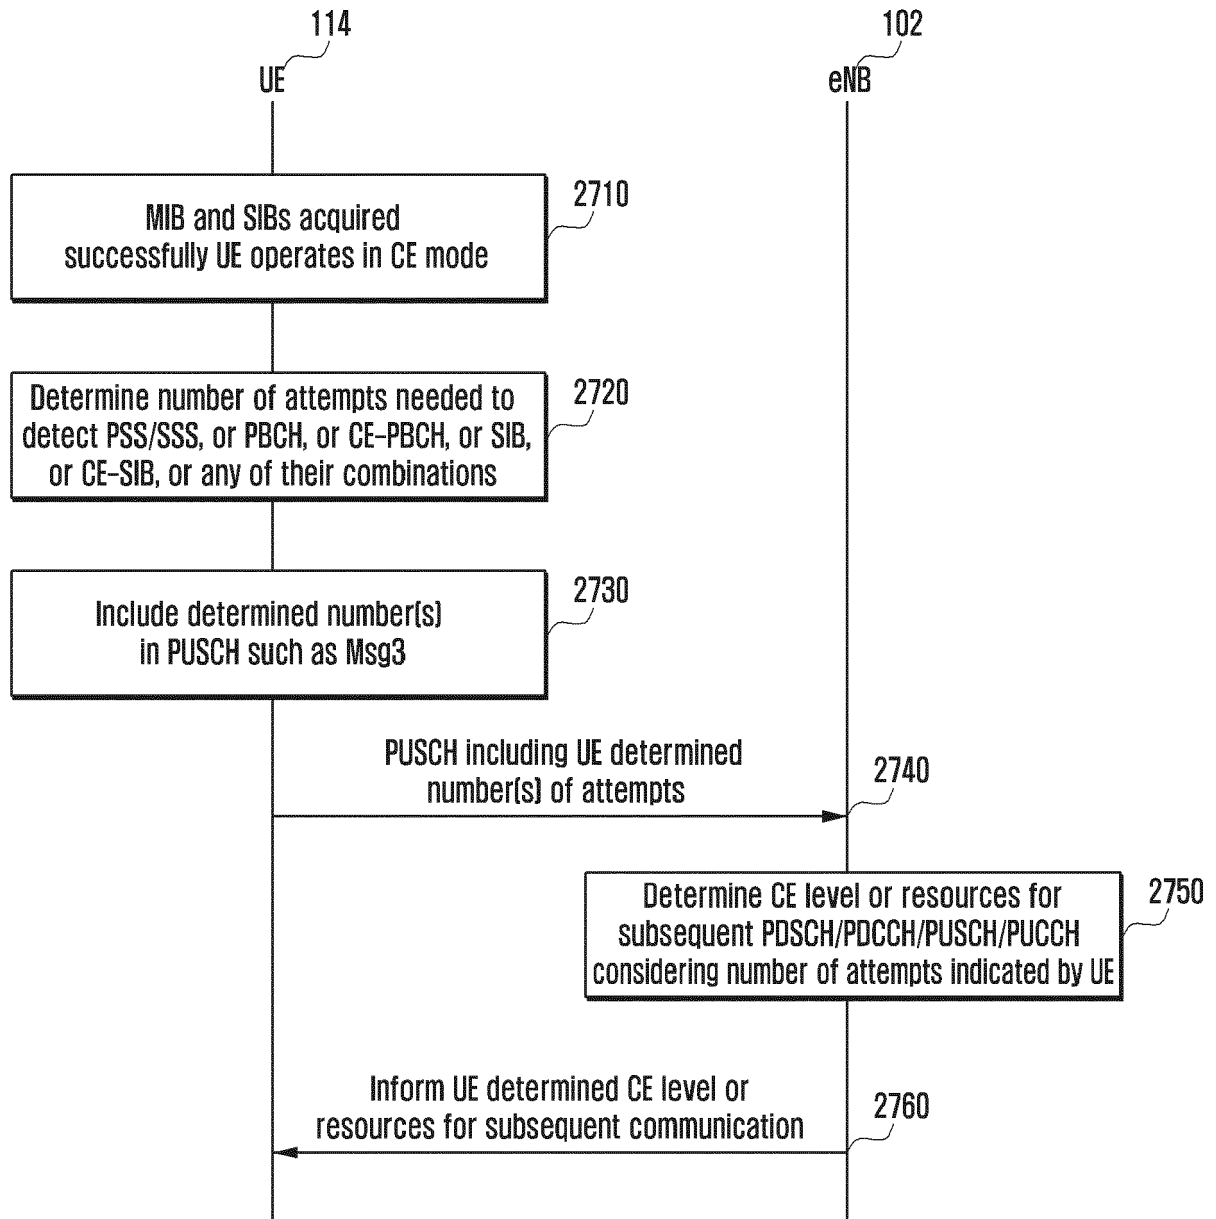 114
102
UE
eNB
2710
MIB and SIBs acquired
successfully UE operates in CE mode
2720
Determine number of attempts needed to
detect PSS/SSS, or PBCH, or CE-PBCH, or SIB,
or CE-SIB, or any of their combinations
2730
Include determined number(s)
in PUSCH such as Msg3
PUSCH including UE determined
number(s) of attempts
2740
2750
Determine CE level or resources for
subsequent PDSCH/PDCCH/PUSCH/PUCCH
considering number of attempts indicated by UE
Inform UE determined CE level or
resources for subsequent communication
2760